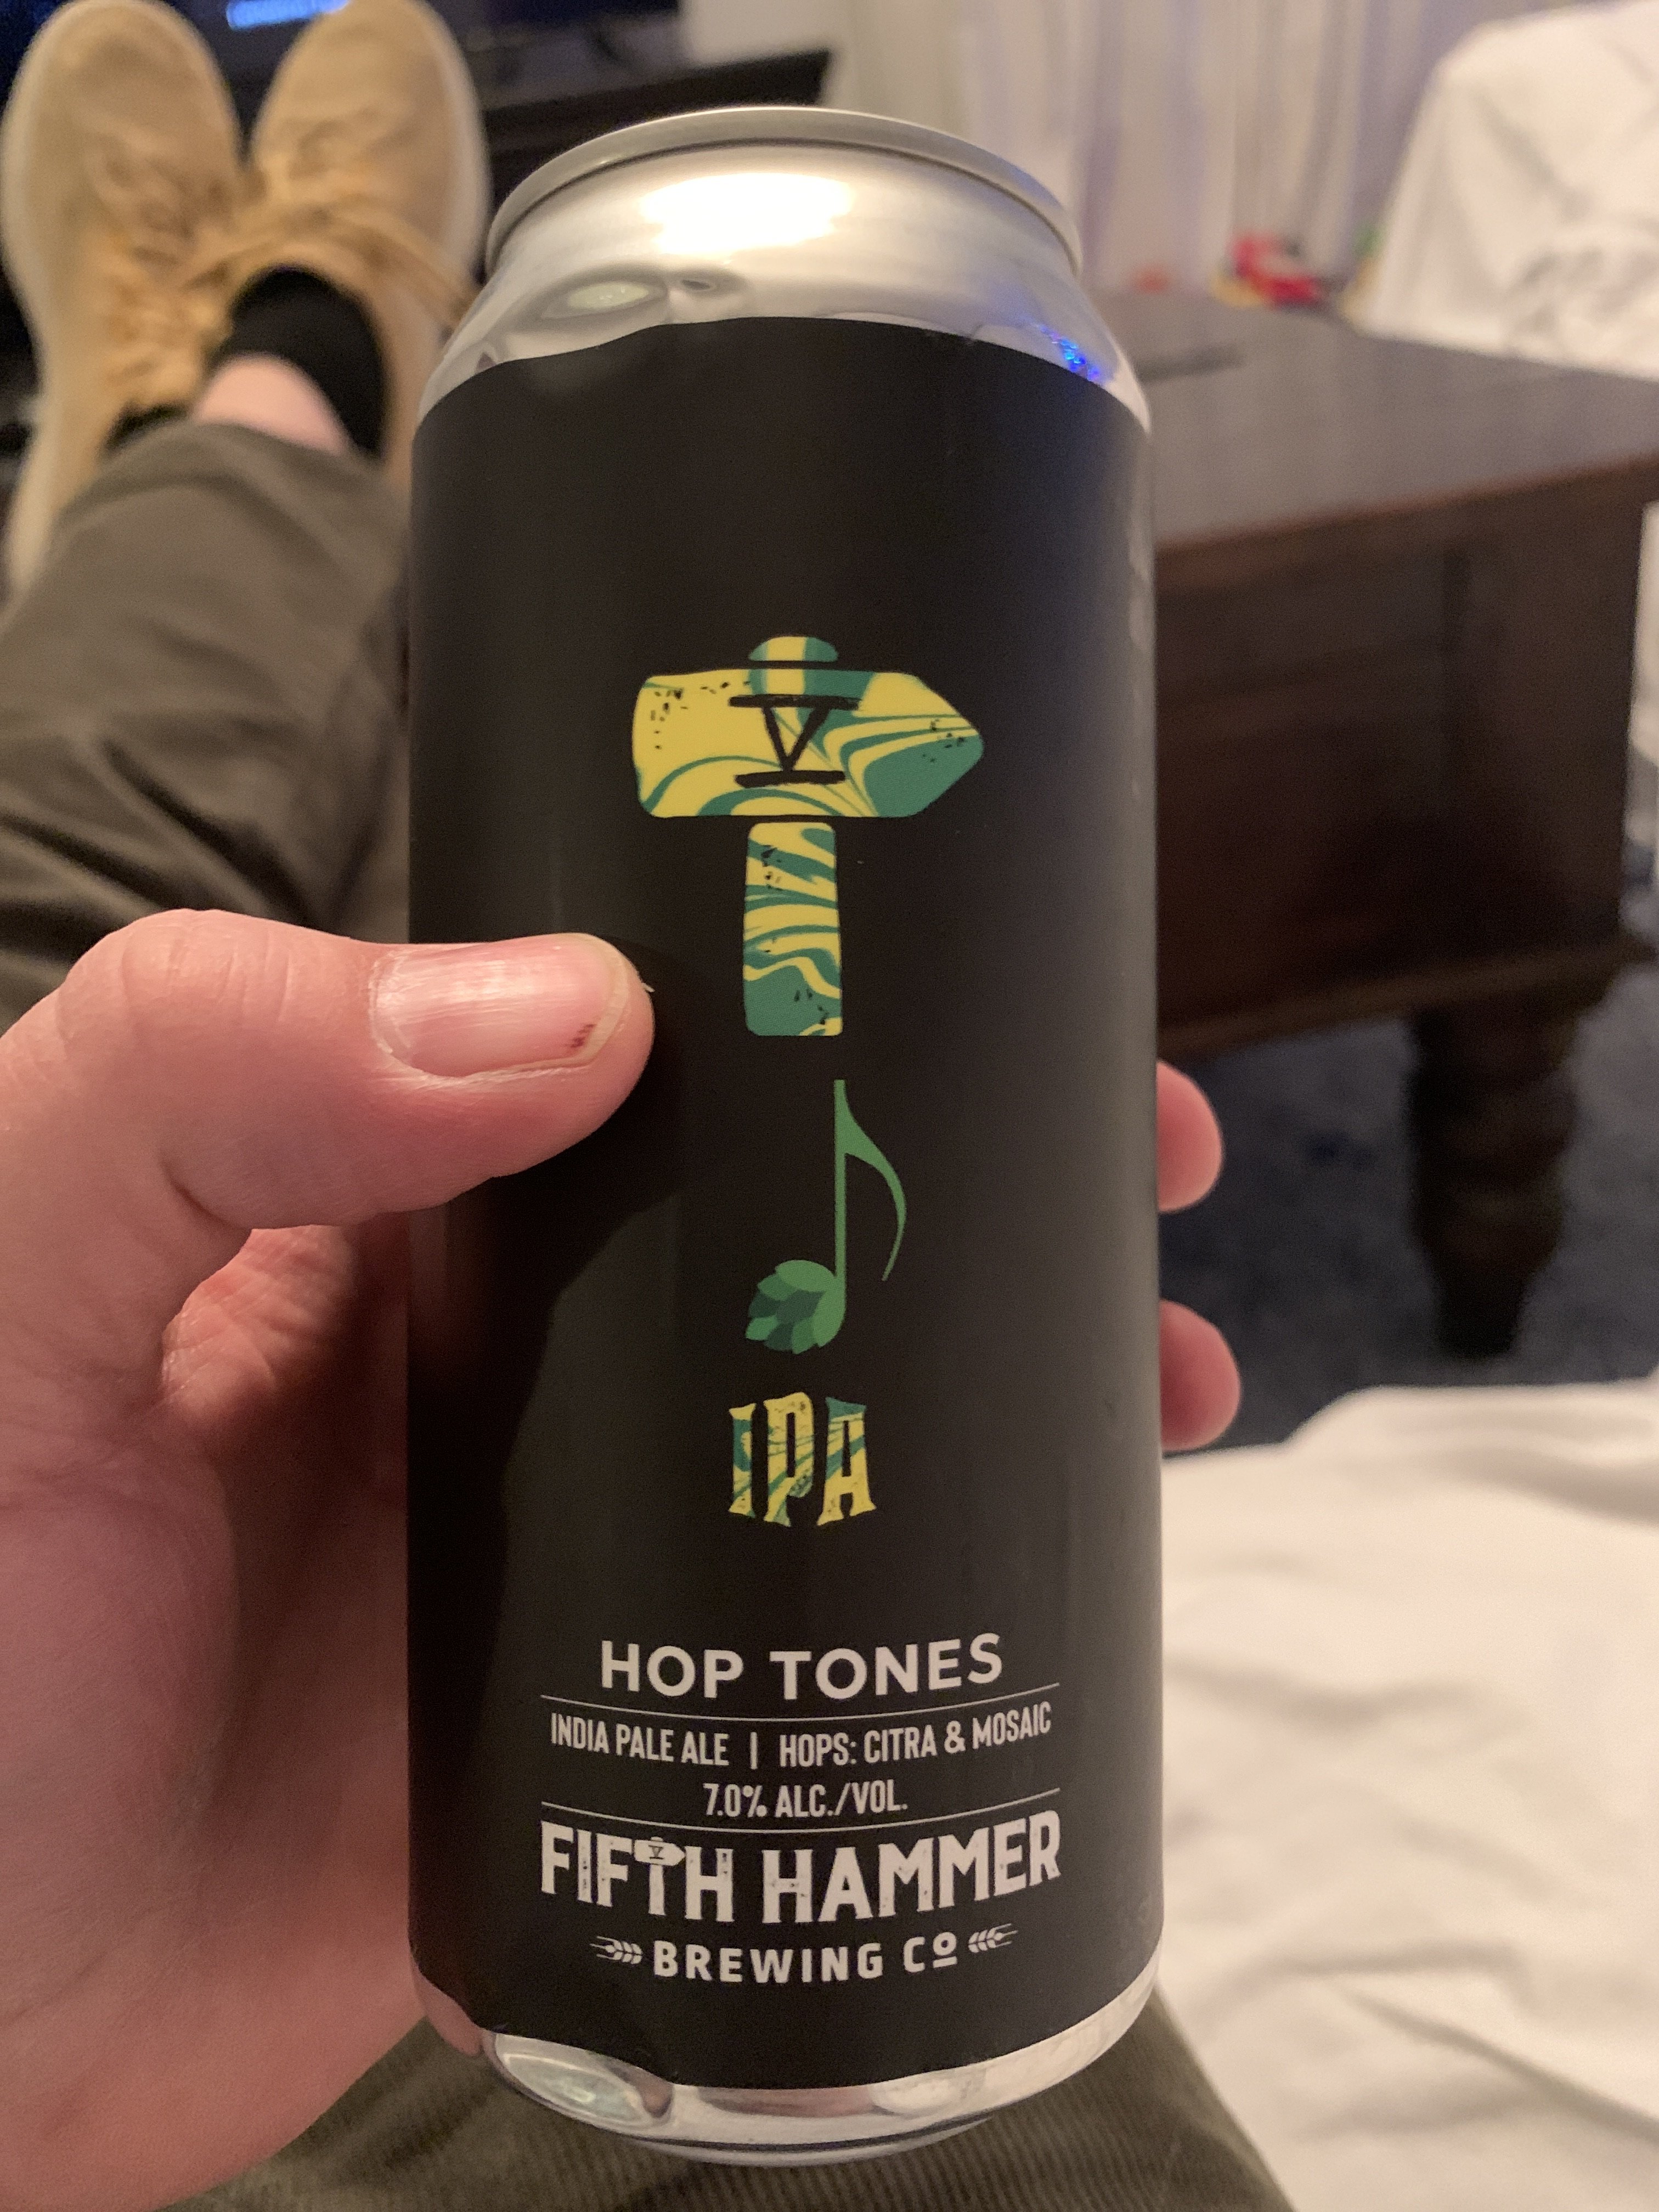 V
IPA
HOP TONES
INDIA PALE ALE | HOPS: CITRA & MOSAIC
7.0% ALC./VOL.
FIFTH HAMMER
BREWING Cº